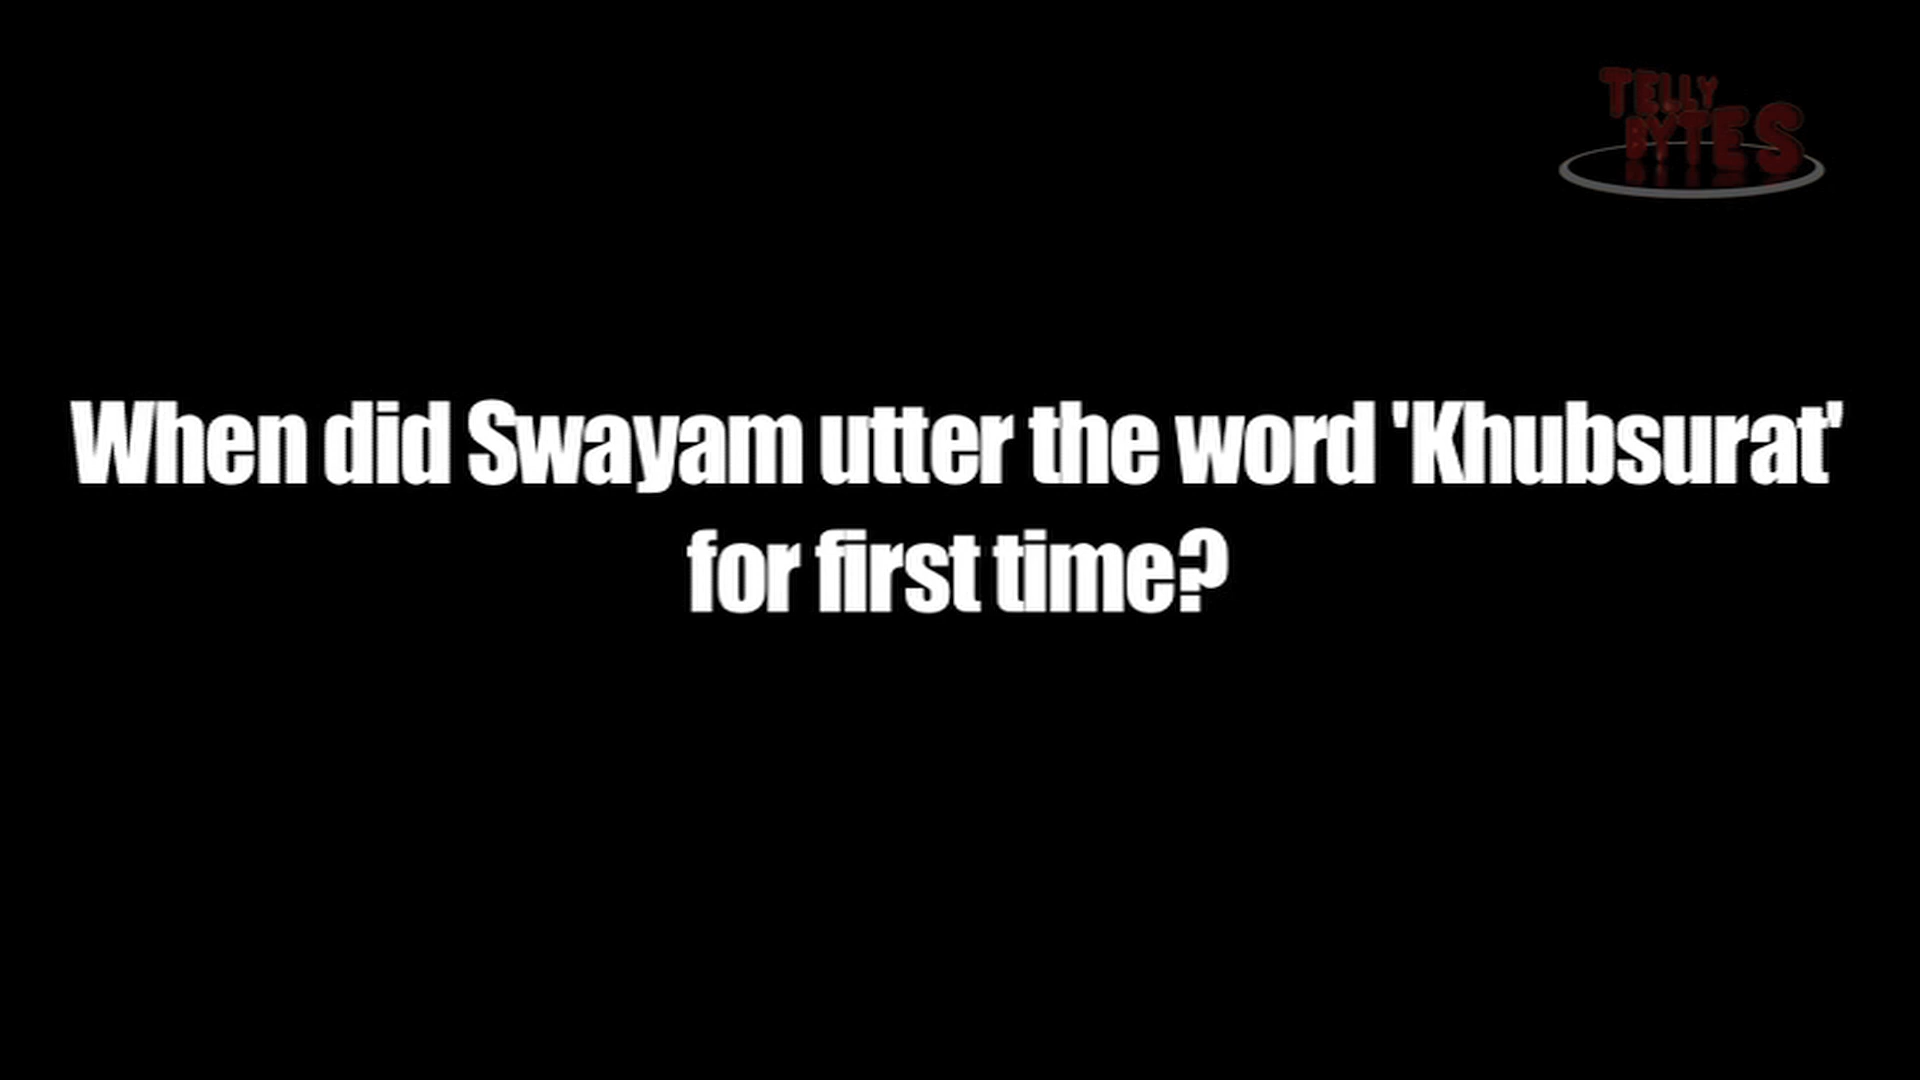 TELLY
BYTES
When did Swayam utter the word 'Khubsurat'
for first time?